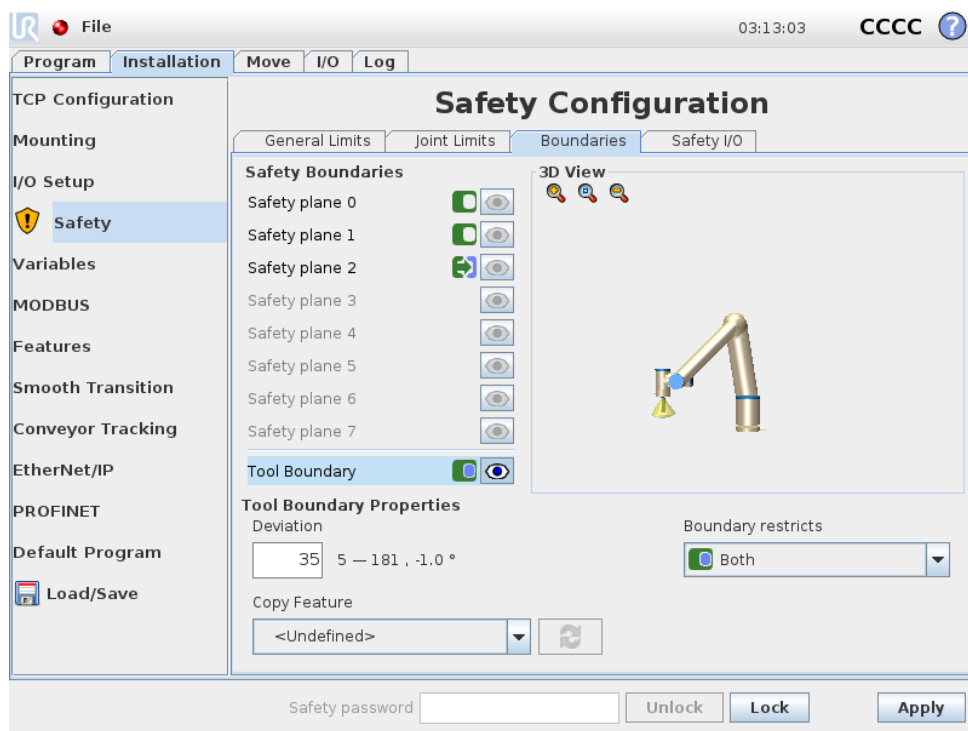 UR File 03:13:03 CCCC ?
Program Installation Move I/O Log
TCP Configuration
Mounting
I/O Setup
Safety
Variables
MODBUS
Features
Smooth Transition
Conveyor Tracking
EtherNet/IP
PROFINET
Default Program
Load/Save
Safety Configuration
General Limits Joint Limits Boundaries Safety I/O
Safety Boundaries
Safety plane 0
Safety plane 1
Safety plane 2
Safety plane 3
Safety plane 4
Safety plane 5
Safety plane 6
Safety plane 7
Tool Boundary
3D View
Tool Boundary Properties
Deviation
35 5 — 181 , -1.0 °
Boundary restricts
Both
Copy Feature
<Undefined>
Safety password Unlock Lock Apply